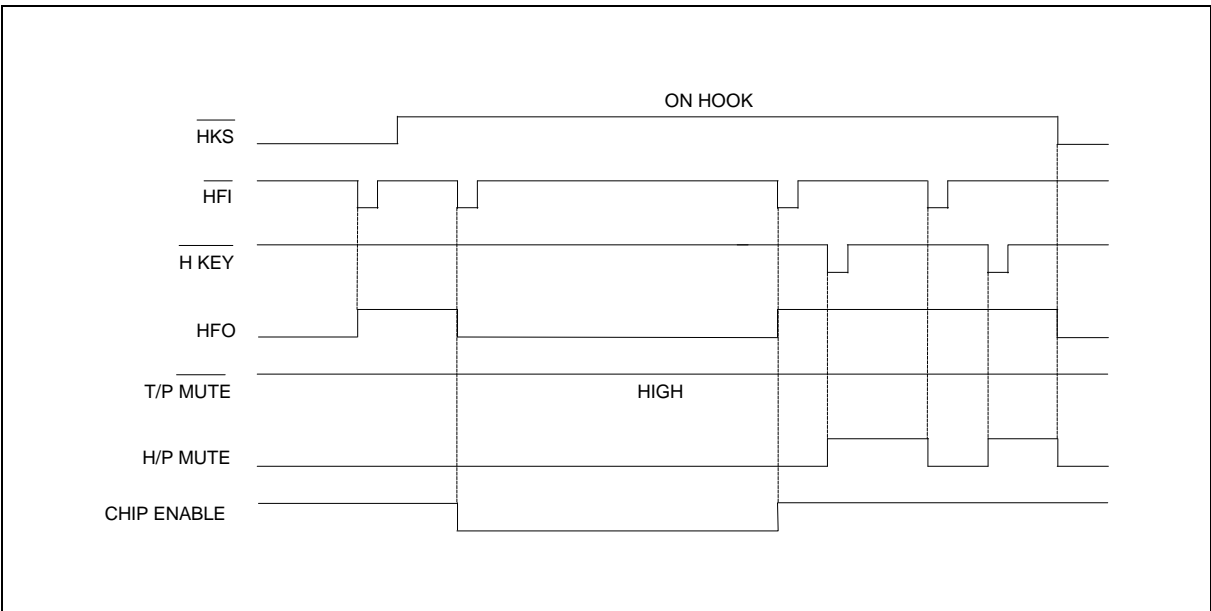 ON HOOK
HKS
HFI
H KEY
HFO
T/P MUTE
HIGH
H/P MUTE
CHIP ENABLE